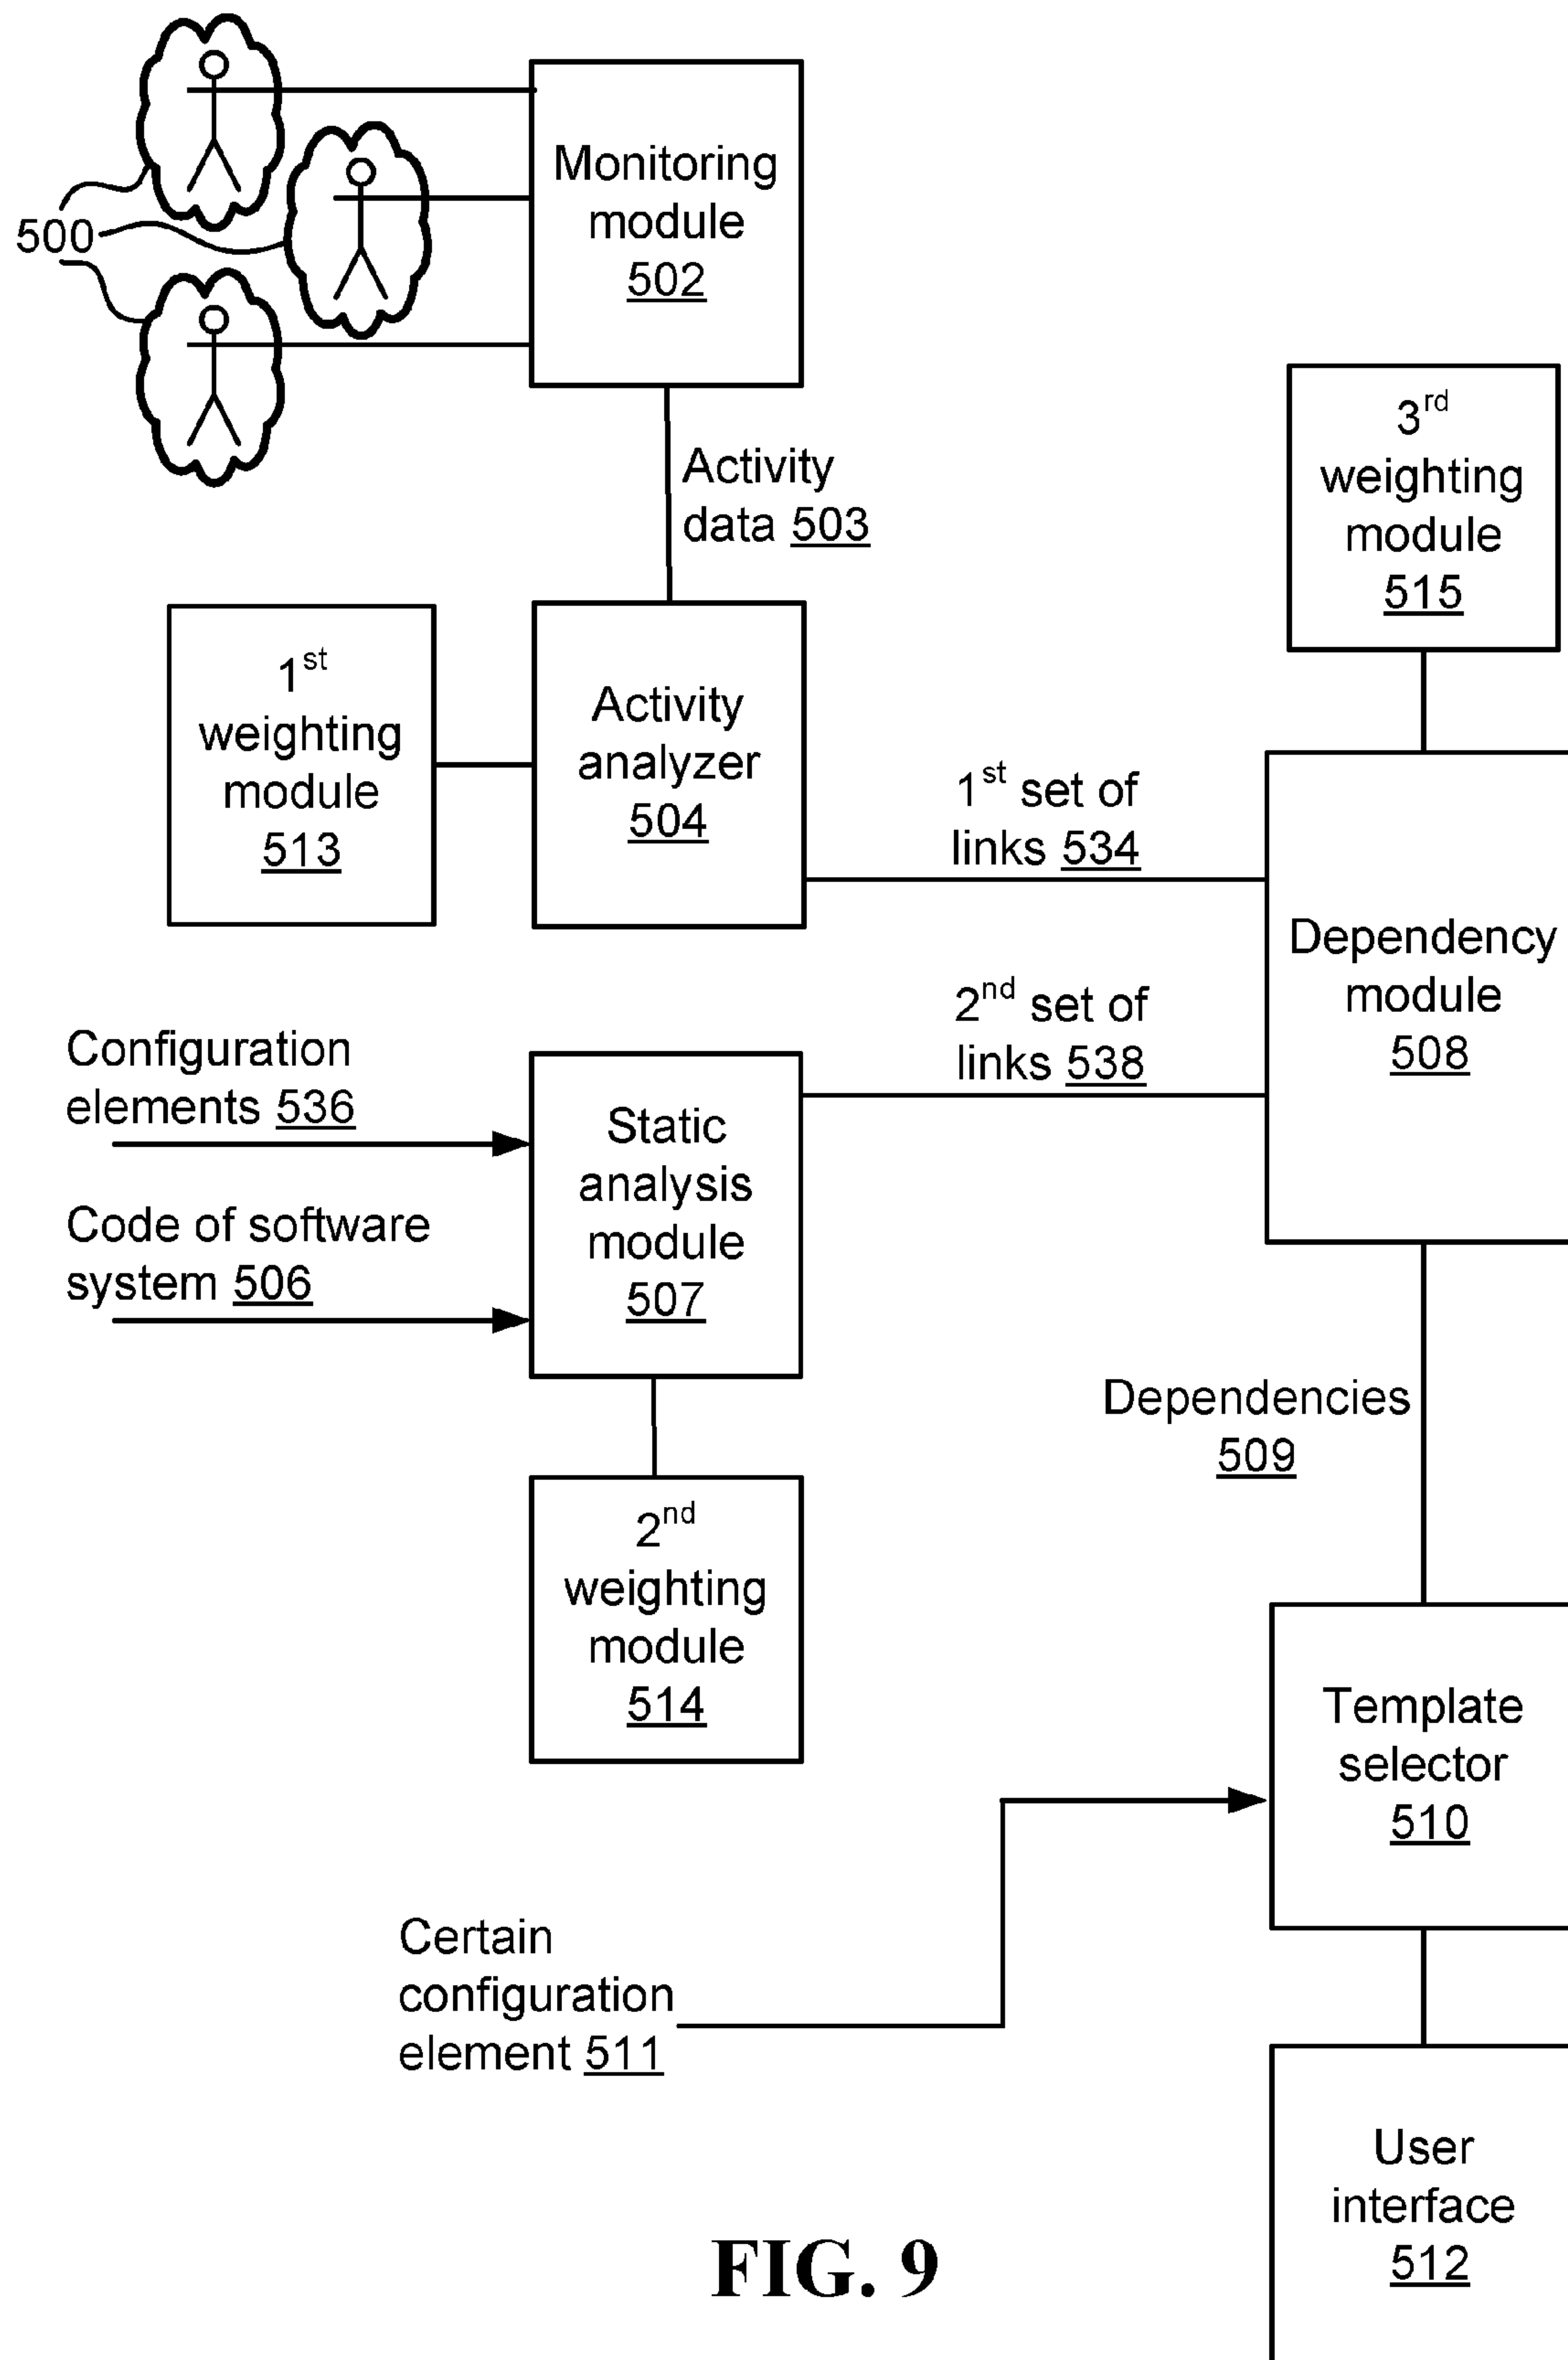 Monitoring
module
502
500
Activity
data 503
3rd
weighting
module
515
1st
weighting
module
513
Activity
analyzer
504
1st set of
links 534
Dependency
module
508
2nd set of
links 538
Configuration
elements 536
Code of software
system 506
Static
analysis
module
507
Dependencies
509
2nd
weighting
module
514
Template
selector
510
Certain
configuration
element 511
User
interface
512
FIG. 9